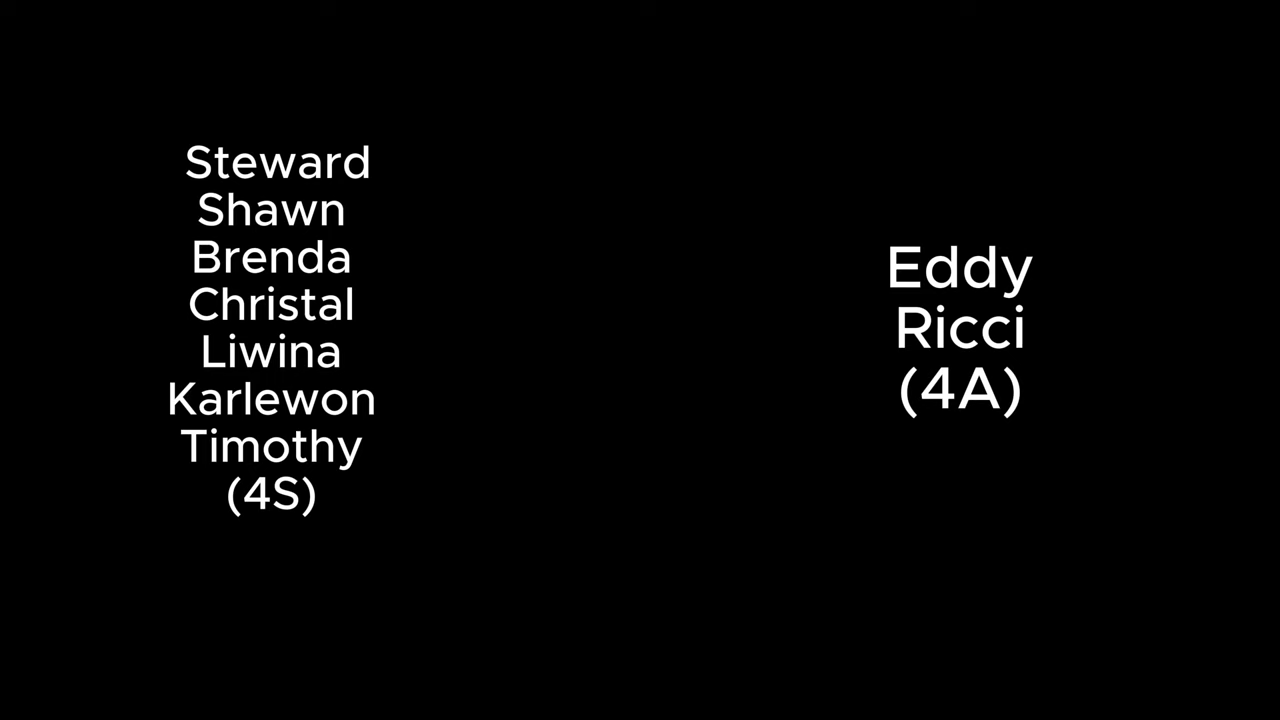 Steward
Shawn
Brenda
Christal
Liwina
Karlewon
Timothy
(4S)
Eddy
Ricci
(4A)